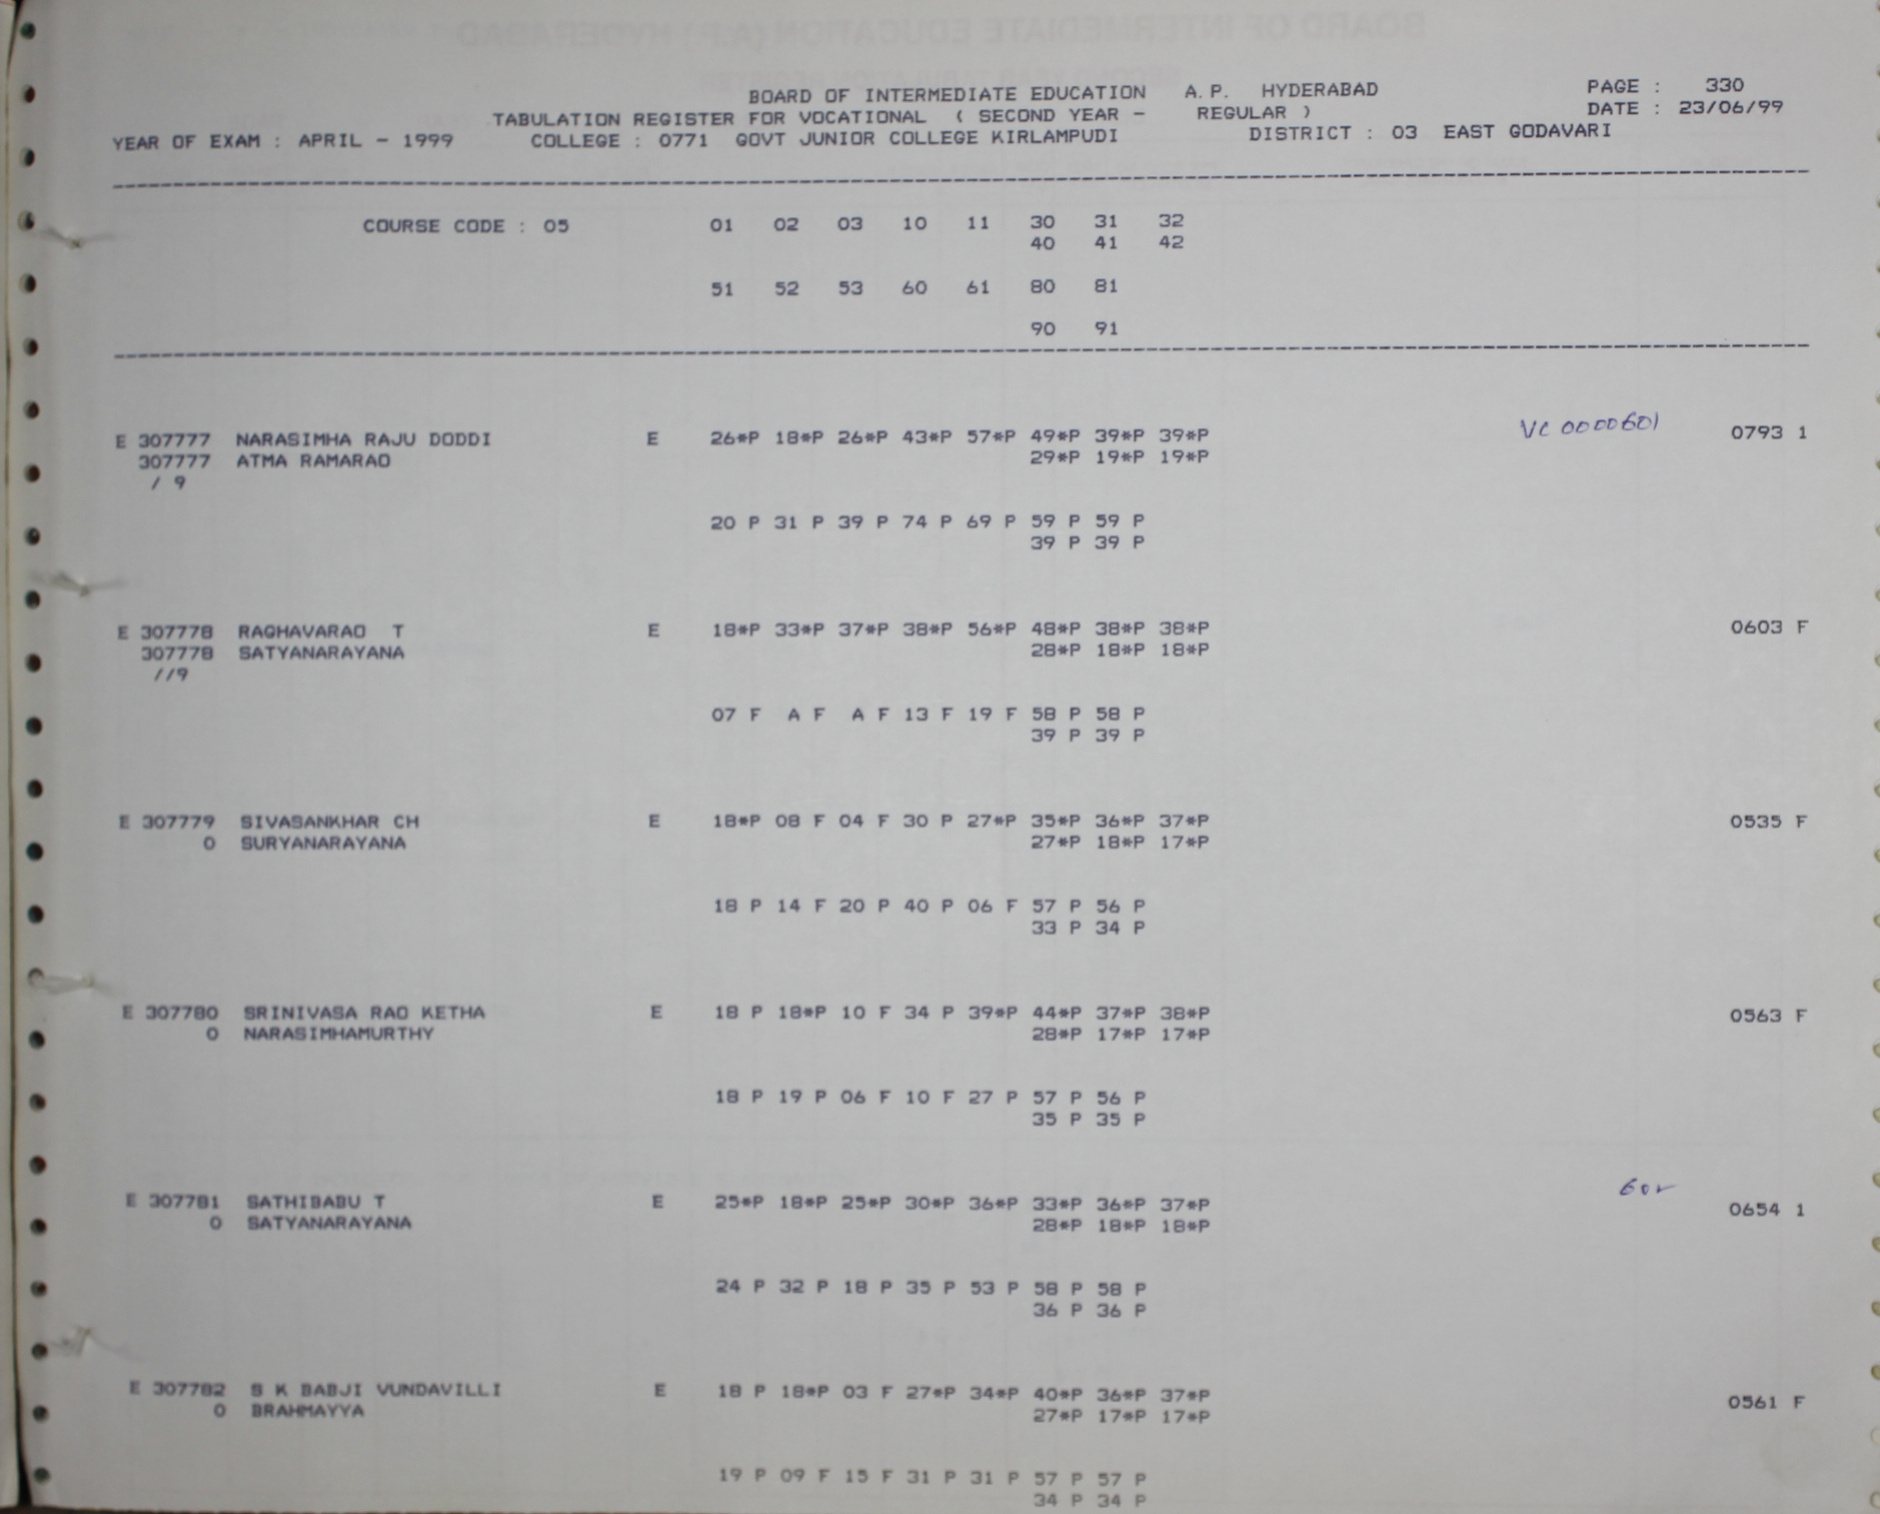 BOARD OF INTERMEDIATE EDUCATION A.P. HYDERABAD PAGE : 330
TABULATION REGISTER FOR VOCATIONAL ( SECOND YEAR - REGULAR ) DATE : 23/06/99
YEAR OF EXAM : APRIL - 1999 COLLEGE : 0771 GOVT JUNIOR COLLEGE KIRLAMPUDI DISTRICT : 03 EAST GODAVARI
COURSE CODE : 05 01 02 03 10 11 30 31 32
40 41 42
51 52 53 60 61 80 81
90 91
VC 0000601
E 307777 NARASIMHA RAJU DODDI E 26*P 18*P 26*P 43*P 57*P 49*P 39*P 39*P 0793 1
307777 ATMA RAMARAO 29*P 19*P 19*P
/ 9
20 P 31 P 39 P 74 P 69 P 59 P 59 P
39 P 39 P
E 307778 RAGHAVARAO T E 18*P 33*P 37*P 38*P 56*P 48*P 38*P 38*P 0603 F
307778 SATYANARAYANA 28*P 18*P 18*P
//9
07 F A F A F 13 F 19 F 58 P 58 P
39 P 39 P
E 307779 SIVASANKHAR CH E 18*P 08 F 04 F 30 P 27*P 35*P 36*P 37*P 0535 F
0 SURYANARAYANA 27*P 18*P 17*P
18 P 14 F 20 P 40 P 06 F 57 P 56 P
33 P 34 P
E 307780 SRINIVASA RAO KETHA E 18 P 18*P 10 F 34 P 39*P 44*P 37*P 38*P 0563 F
0 NARASIMHAMURTHY 28*P 17*P 17*P
18 P 19 P 06 F 10 F 27 P 57 P 56 P
35 P 35 P
E 307781 SATHIBABU T E 25*P 18*P 25*P 30*P 36*P 33*P 36*P 37*P 0654 1
0 SATYANARAYANA 28*P 18*P 18*P
24 P 32 P 18 P 35 P 53 P 58 P 58 P
36 P 36 P
E 307782 S K BABJI VUNDAVILLI E 18 P 18*P 03 F 27*P 34*P 40*P 36*P 37*P 0561 F
0 BRAHMAYYA 27*P 17*P 17*P
19 P 09 F 15 F 31 P 31 P 57 P 57 P
34 P 34 P